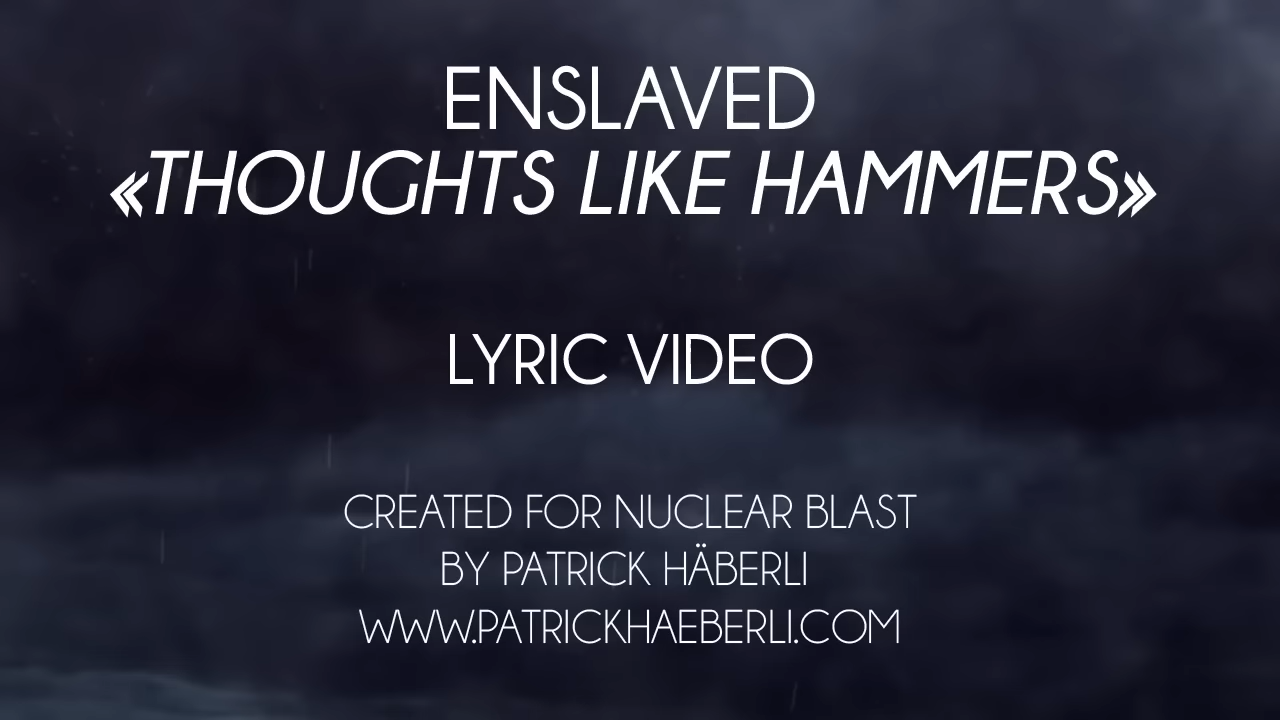 ENSLAVED
«THOUGHTS LIKE HAMMERS»
LYRIC VIDEO
CREATED FOR NUCLEAR BLAST
BY PATRICK HÄBERLI
WWW.PATRICKHAEBERLI.COM